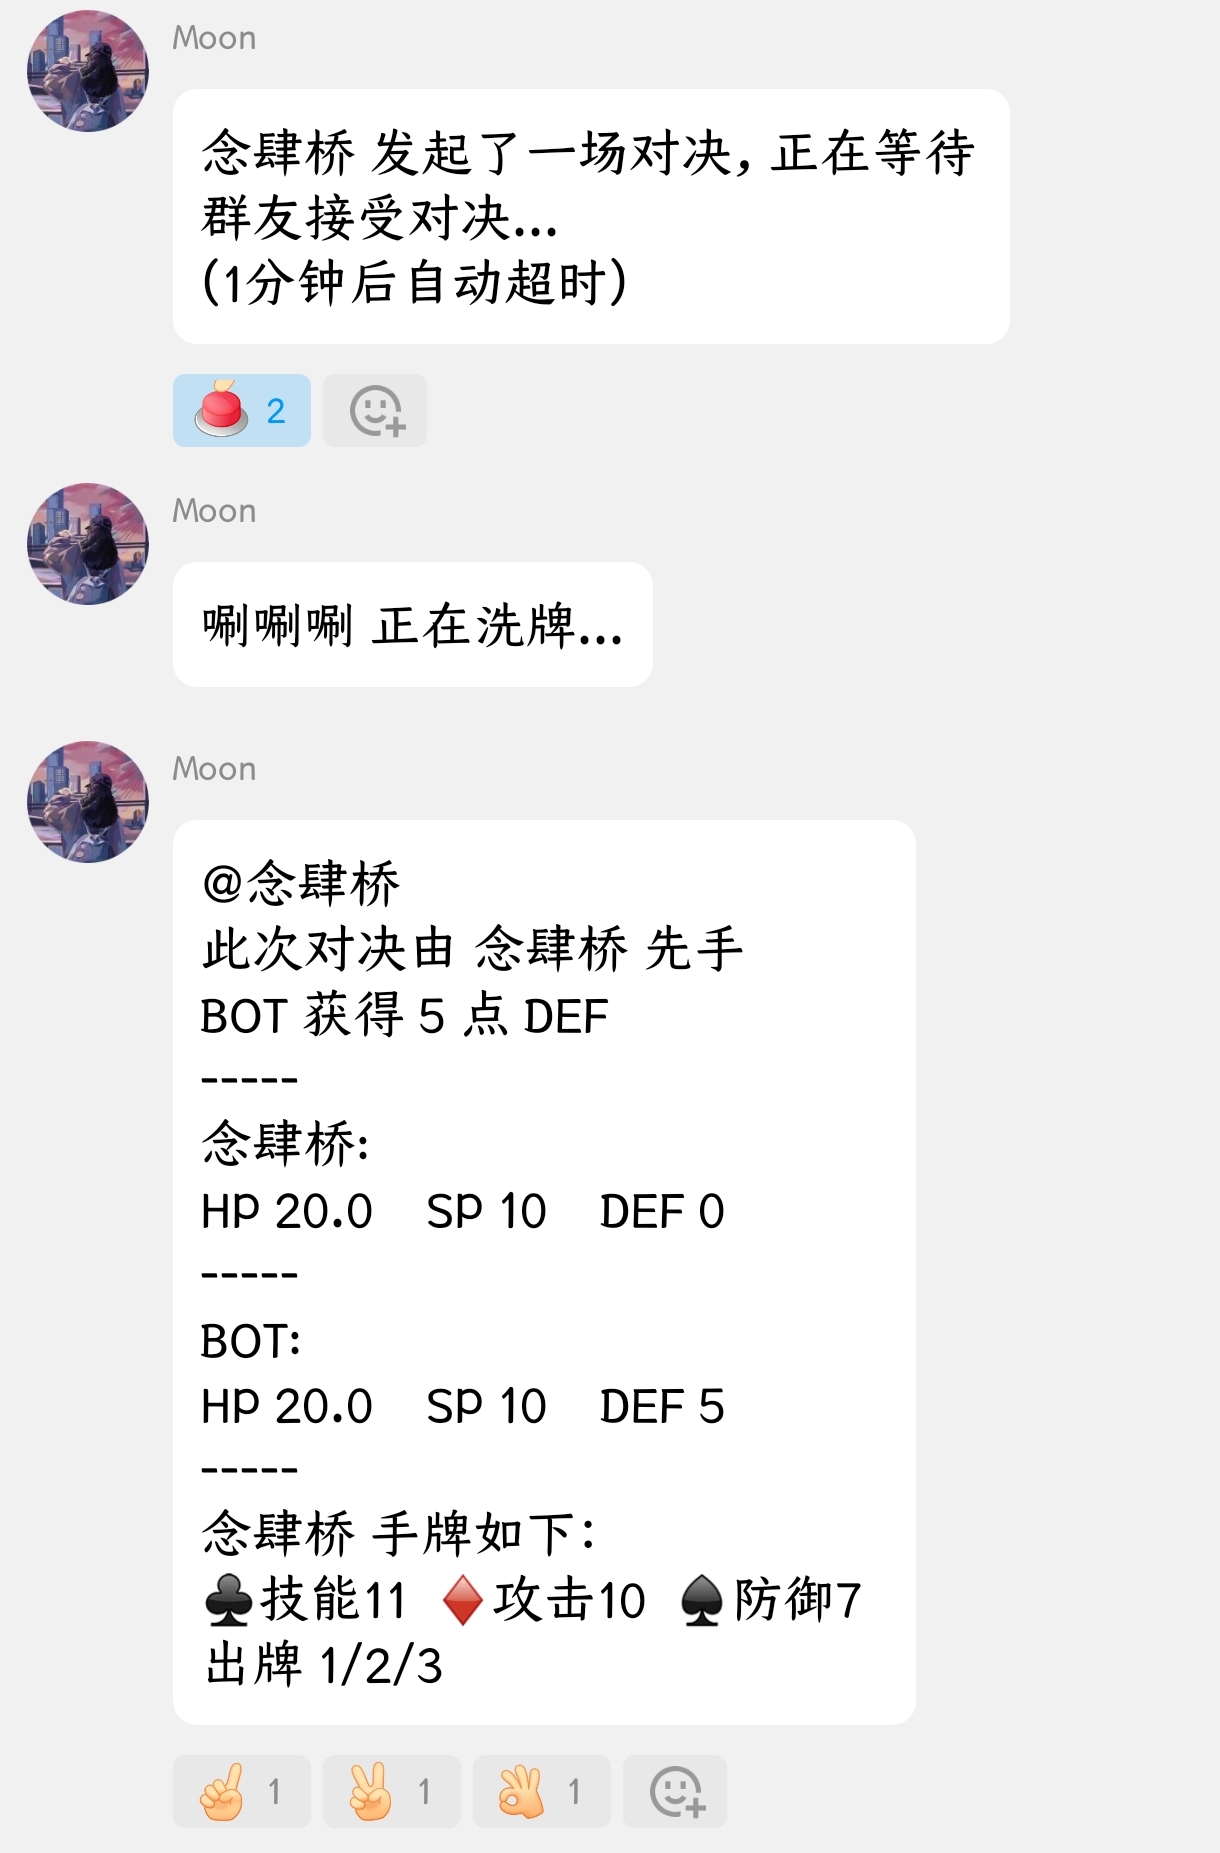 Moon
念肆桥 发起了一场对决，正在等待
群友接受对决...
(1分钟后自动超时)
2
Moon
唰唰唰 正在洗牌...
Moon
@念肆桥
此次对决由 念肆桥 先手
BOT 获得 5 点 DEF
-----
念肆桥:
HP 20.0 SP 10 DEF 0
-----
BOT:
HP 20.0 SP 10 DEF 5
-----
念肆桥 手牌如下：
♣技能11 ♦攻击10 ♠防御7
出牌 1/2/3
1 1 1